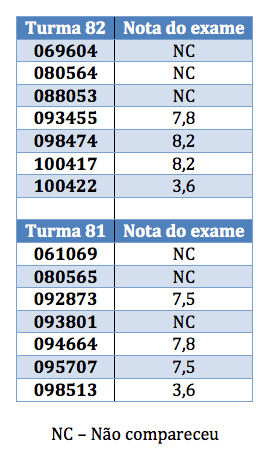 Turma 82 Nota do exame
069604 NC
080564 NC
088053 NC
093455 7,8
098474 8,2
100417 8,2
100422 3,6
Turma 81 Nota do exame
061069 NC
080565 NC
092873 7,5
093801 NC
094664 7,8
095707 7,5
098513 3,6
NC – Não compareceu